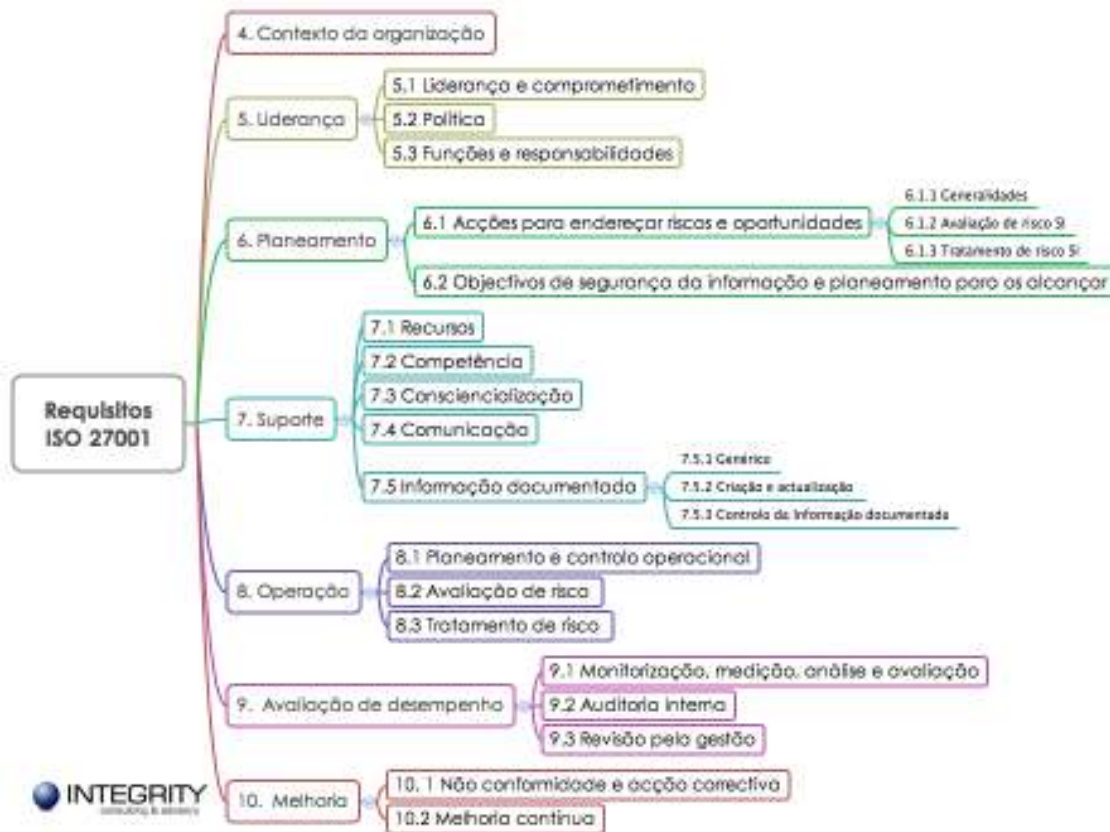 4. Contexto da organização
5. Liderança
5.1 Liderança e comprometimento
5.2 Política
5.3 Funções e responsabilidades
6. Planeamento
6.1 Acções para endereçar riscos e oportunidades
6.1.1 Generalidades
6.1.2 Avaliação de risco SI
6.1.3 Tratamento de risco SI
6.2 Objectivos de segurança da informação e planeamento para os alcançar
Requisitos
ISO 27001
7. Suporte
7.1 Recursos
7.2 Competência
7.3 Consciencialização
7.4 Comunicação
7.5 Informação documentada
7.5.1 Genérico
7.5.2 Criação e actualização
7.5.3 Controlo da Informação documentada
8. Operação
8.1 Planeamento e controlo operacional
8.2 Avaliação de risco
8.3 Tratamento de risco
9. Avaliação de desempenho
9.1 Monitorização, medição, análise e avaliação
9.2 Auditoria interna
9.3 Revisão pela gestão
10. Melhoria
10. 1 Não conformidade e acção correctiva
10.2 Melhoria contínua
INTEGRITY